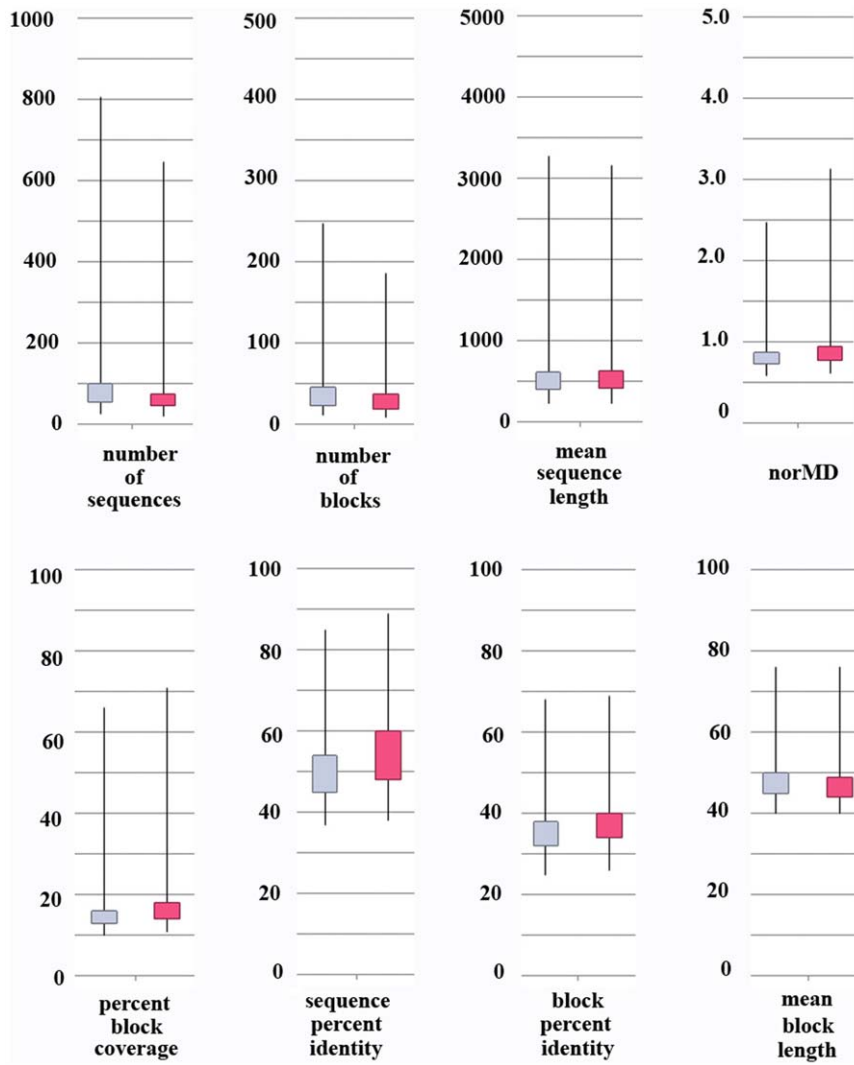 1000
800
600
400
200
0
number
of
sequences
500
400
300
200
100
0
number
of
blocks
5000
4000
3000
2000
1000
0
mean
sequence
length
5.0
4.0
3.0
2.0
1.0
0
norMD
100
80
60
40
20
0
percent
block
coverage
100
80
60
40
20
0
sequence
percent
identity
100
80
60
40
20
0
block
percent
identity
100
80
60
40
20
0
mean
block
length